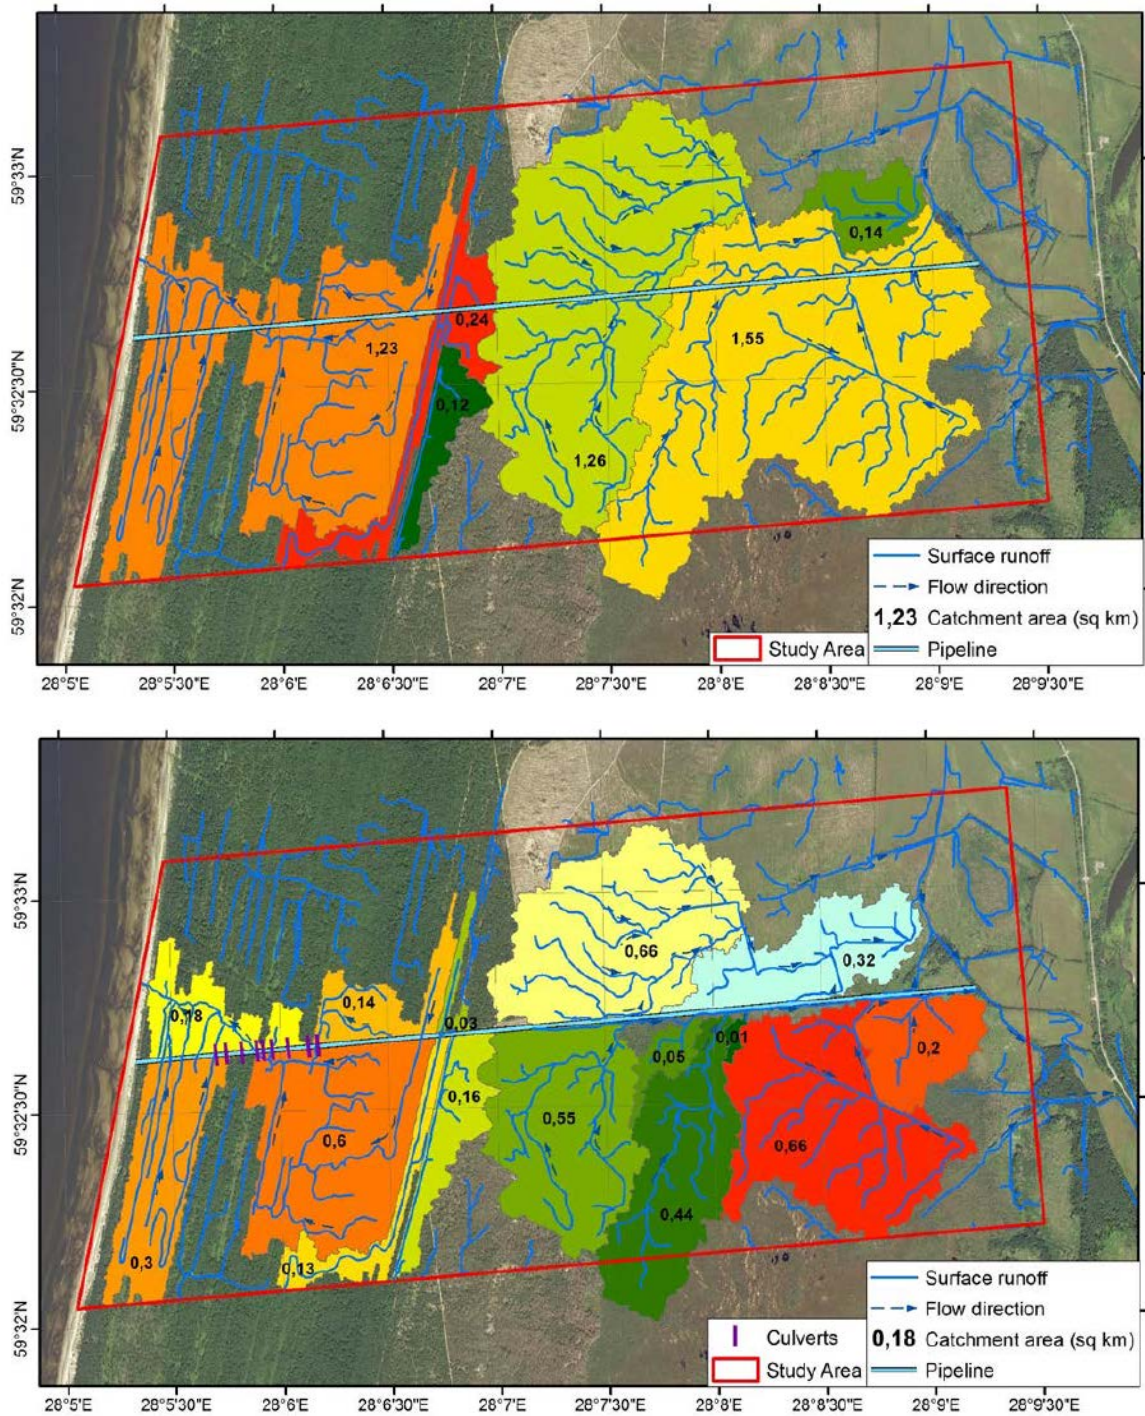 59°33'N
59°32'30"N
59°32'N
0,14
0,24
1,23
1,55
0,12
1,26
Surface runoff
Flow direction
1,23 Catchment area (sq km)
Study Area
Pipeline
28°5'E 28°5'30"E 28°6'E 28°6'30"E 28°7'E 28°7'30"E 28°8'E 28°8'30"E 28°9'E 28°9'30"E
59°33'N
59°32'30"N
59°32'N
0,66
0,32
0,18
0,14
0,03
0,05
0,01
0,2
0,16
0,55
0,6
0,66
0,44
0,3
0,13
Surface runoff
Flow direction
Culverts
0,18 Catchment area (sq km)
Study Area
Pipeline
28°5'E 28°5'30"E 28°6'E 28°6'30"E 28°7'E 28°7'30"E 28°8'E 28°8'30"E 28°9'E 28°9'30"E